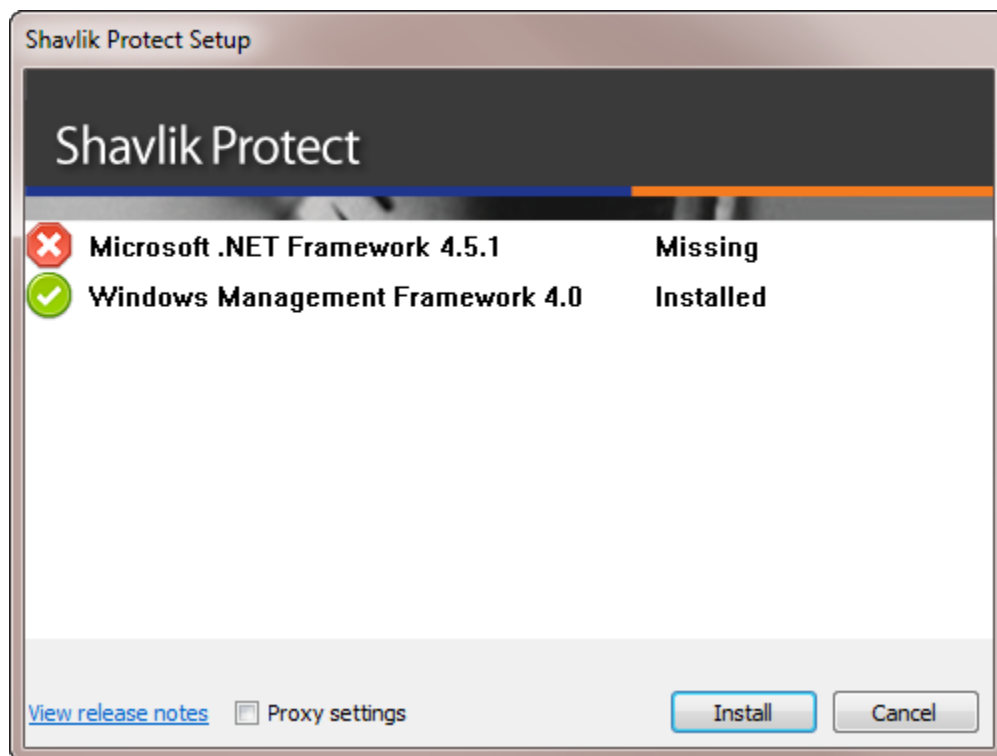 Shavlik Protect Setup
Shavlik Protect
Microsoft .NET Framework 4.5.1 Missing
Windows Management Framework 4.0 Installed
View release notes Proxy settings Install Cancel